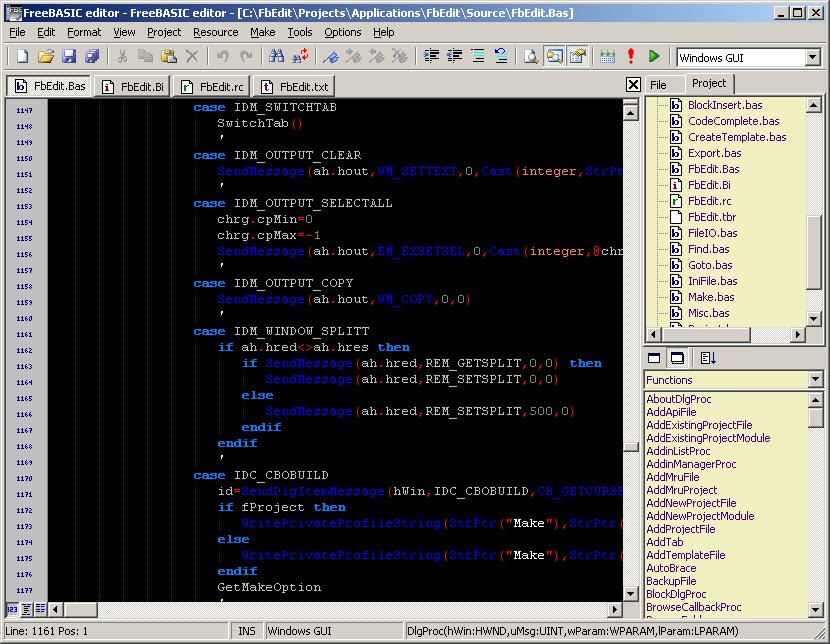 FreeBASIC editor - FreeBASIC editor - [C:\FbEdit\Projects\Applications\FbEdit\Source\FbEdit.Bas]
File Edit Format View Project Resource Make Tools Options Help
Windows GUI
FbEdit.Bas FbEdit.Bi FbEdit.rc FbEdit.txt
1147 case IDM_SWITCHTAB
1148 SwitchTab()
1149 '
1150 case IDM_OUTPUT_CLEAR
1151 SendMessage(ah.hout,WM_SETTEXT,0,Cast(integer,StrPt
1152 '
1153 case IDM_OUTPUT_SELECTALL
1154 chrg.cpMin=0
1155 chrg.cpMax=-1
1156 SendMessage(ah.hout,EM_EXSETSEL,0,Cast(integer,@chr
1157 '
1158 case IDM_OUTPUT_COPY
1159 SendMessage(ah.hout,WM_COPY,0,0)
1160 '
1161 case IDM_WINDOW_SPLITT
1162 if ah.hred<>ah.hres then
1163 if SendMessage(ah.hred,REM_GETSPLIT,0,0) then
1164 SendMessage(ah.hred,REM_SETSPLIT,0,0)
1165 else
1166 SendMessage(ah.hred,REM_SETSPLIT,500,0)
1167 endif
1168 endif
1169 '
1170 case IDC_CBOBUILD
1171 id=SendDlgItemMessage(hWin,IDC_CBOBUILD,CB_GETCURSE
1172 if fProject then
1173 WritePrivateProfileString(StrPtr("Make"),StrPtr(
1174 else
1175 WritePrivateProfileString(StrPtr("Make"),StrPtr(
1176 endif
1177 GetMakeOption
File Project
BlockInsert.bas
CodeComplete.bas
CreateTemplate.bas
Export.bas
FbEdit.Bas
FbEdit.Bi
FbEdit.rc
FbEdit.tbr
FileIO.bas
Find.bas
Goto.bas
IniFile.bas
Make.bas
Misc.bas
Functions
AboutDlgProc
AddApiFile
AddExistingProjectFile
AddExistingProjectModule
AddinListProc
AddinManagerProc
AddMruFile
AddMruProject
AddNewProjectFile
AddNewProjectModule
AddProjectFile
AddTab
AddTemplateFile
AutoBrace
BackupFile
BlockDlgProc
BrowseCallbackProc
Line: 1161 Pos: 1 INS Windows GUI DlgProc(hWin:HWND,uMsg:UINT,wParam:WPARAM,lParam:LPARAM)